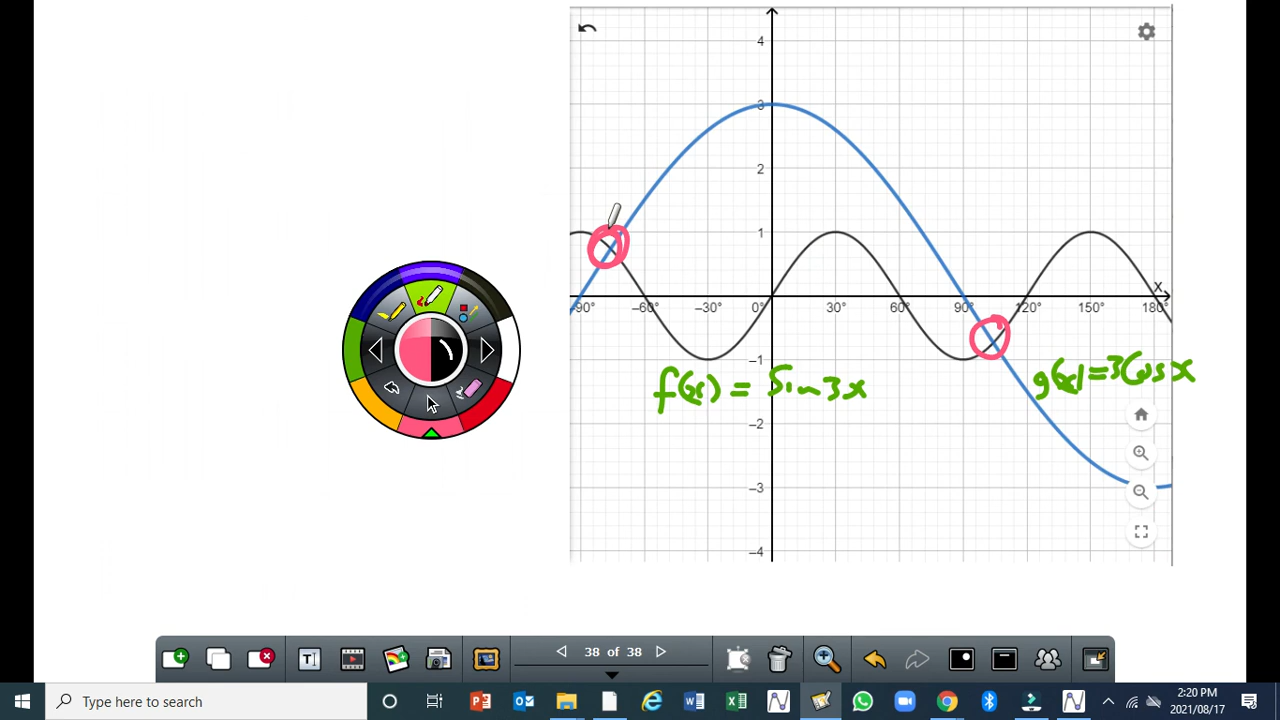 4
3
2
1
X
-90° -60° -30° 0° 30° 60° 90° 120° 150° 180°
-1
f(x) = Sin3x
g(x)=3Cosx
-2
-3
-4
T
38 of 38
Type here to search
2:20 PM
2021/08/17